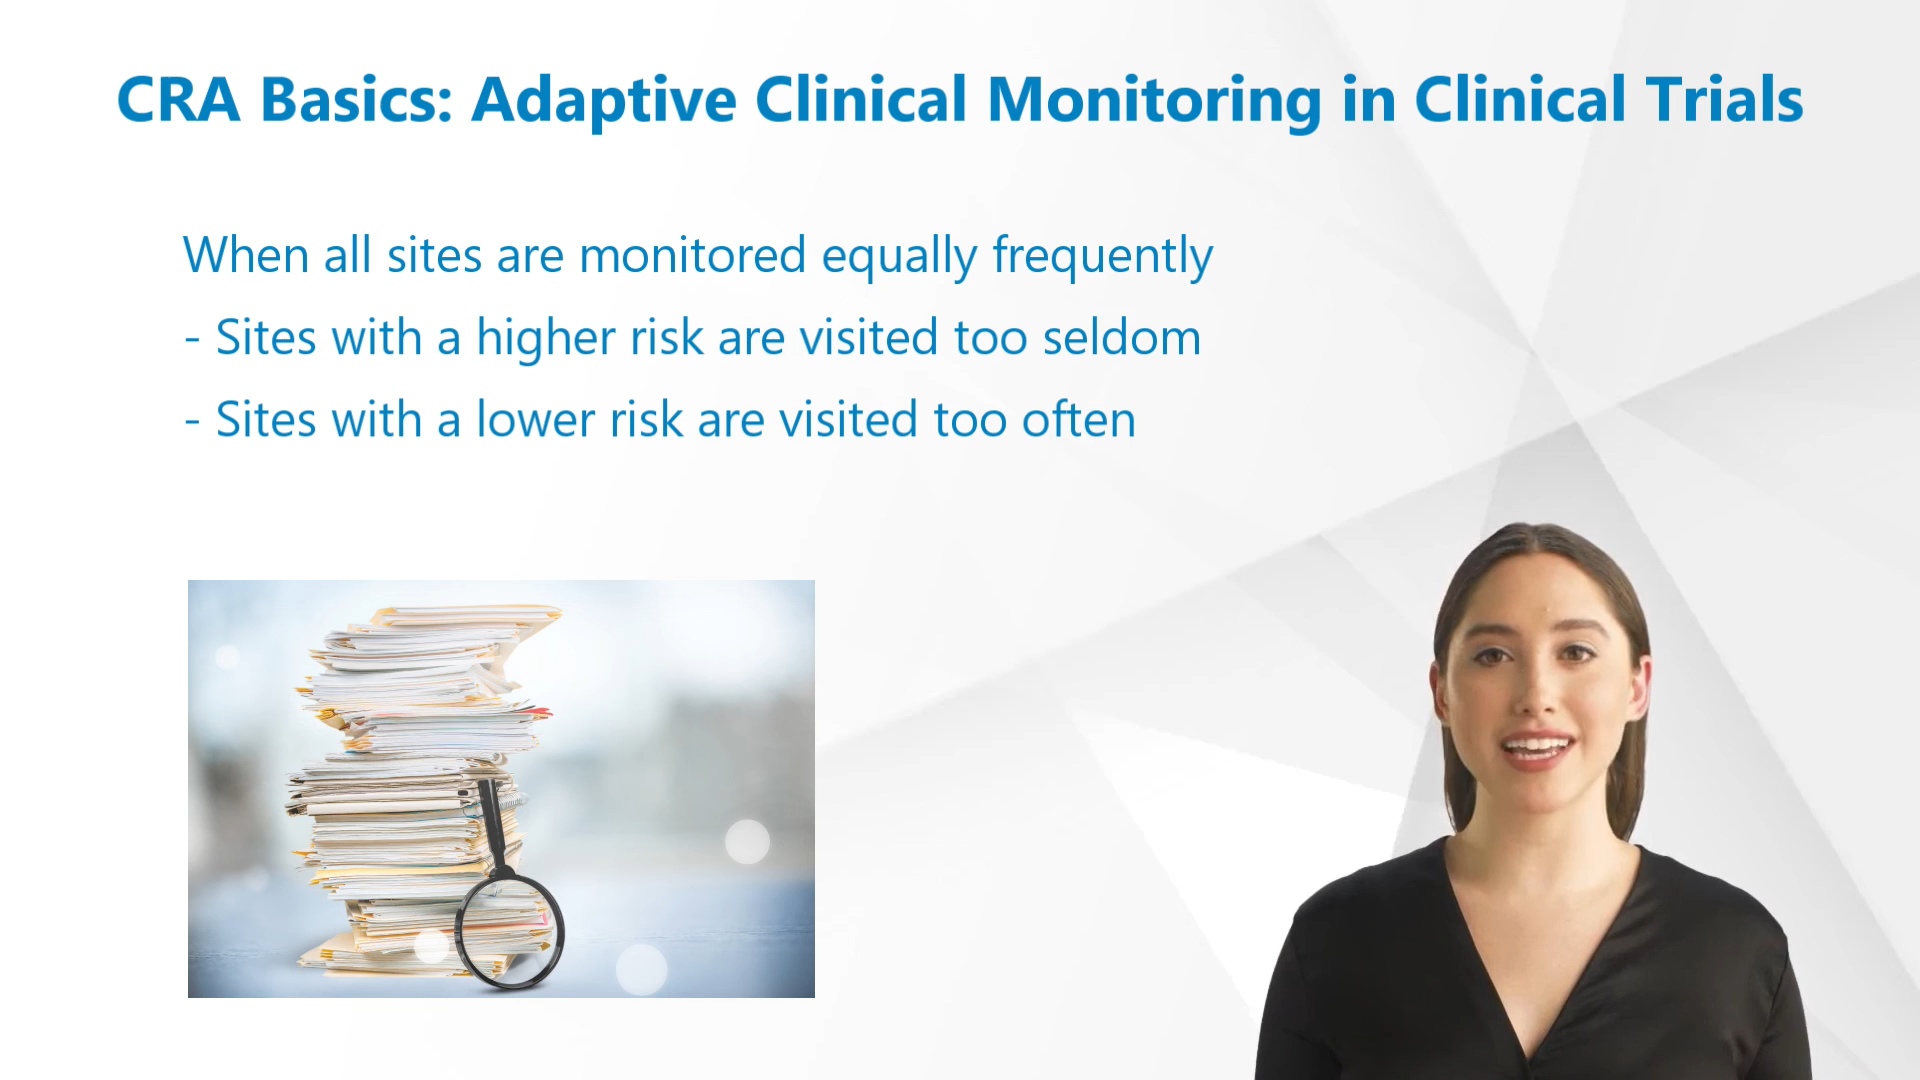 CRA Basics: Adaptive Clinical Monitoring in Clinical Trials
When all sites are monitored equally frequently
- Sites with a higher risk are visited too seldom
- Sites with a lower risk are visited too often